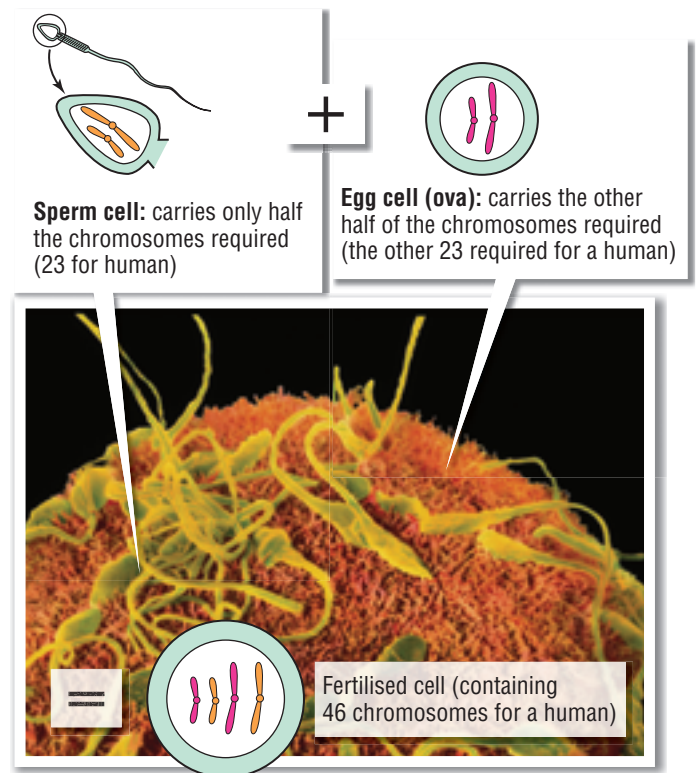 +
Sperm cell: carries only half
the chromosomes required
(23 for human)
Egg cell (ova): carries the other
half of the chromosomes required
(the other 23 required for a human)
=
Fertilised cell (containing
46 chromosomes for a human)